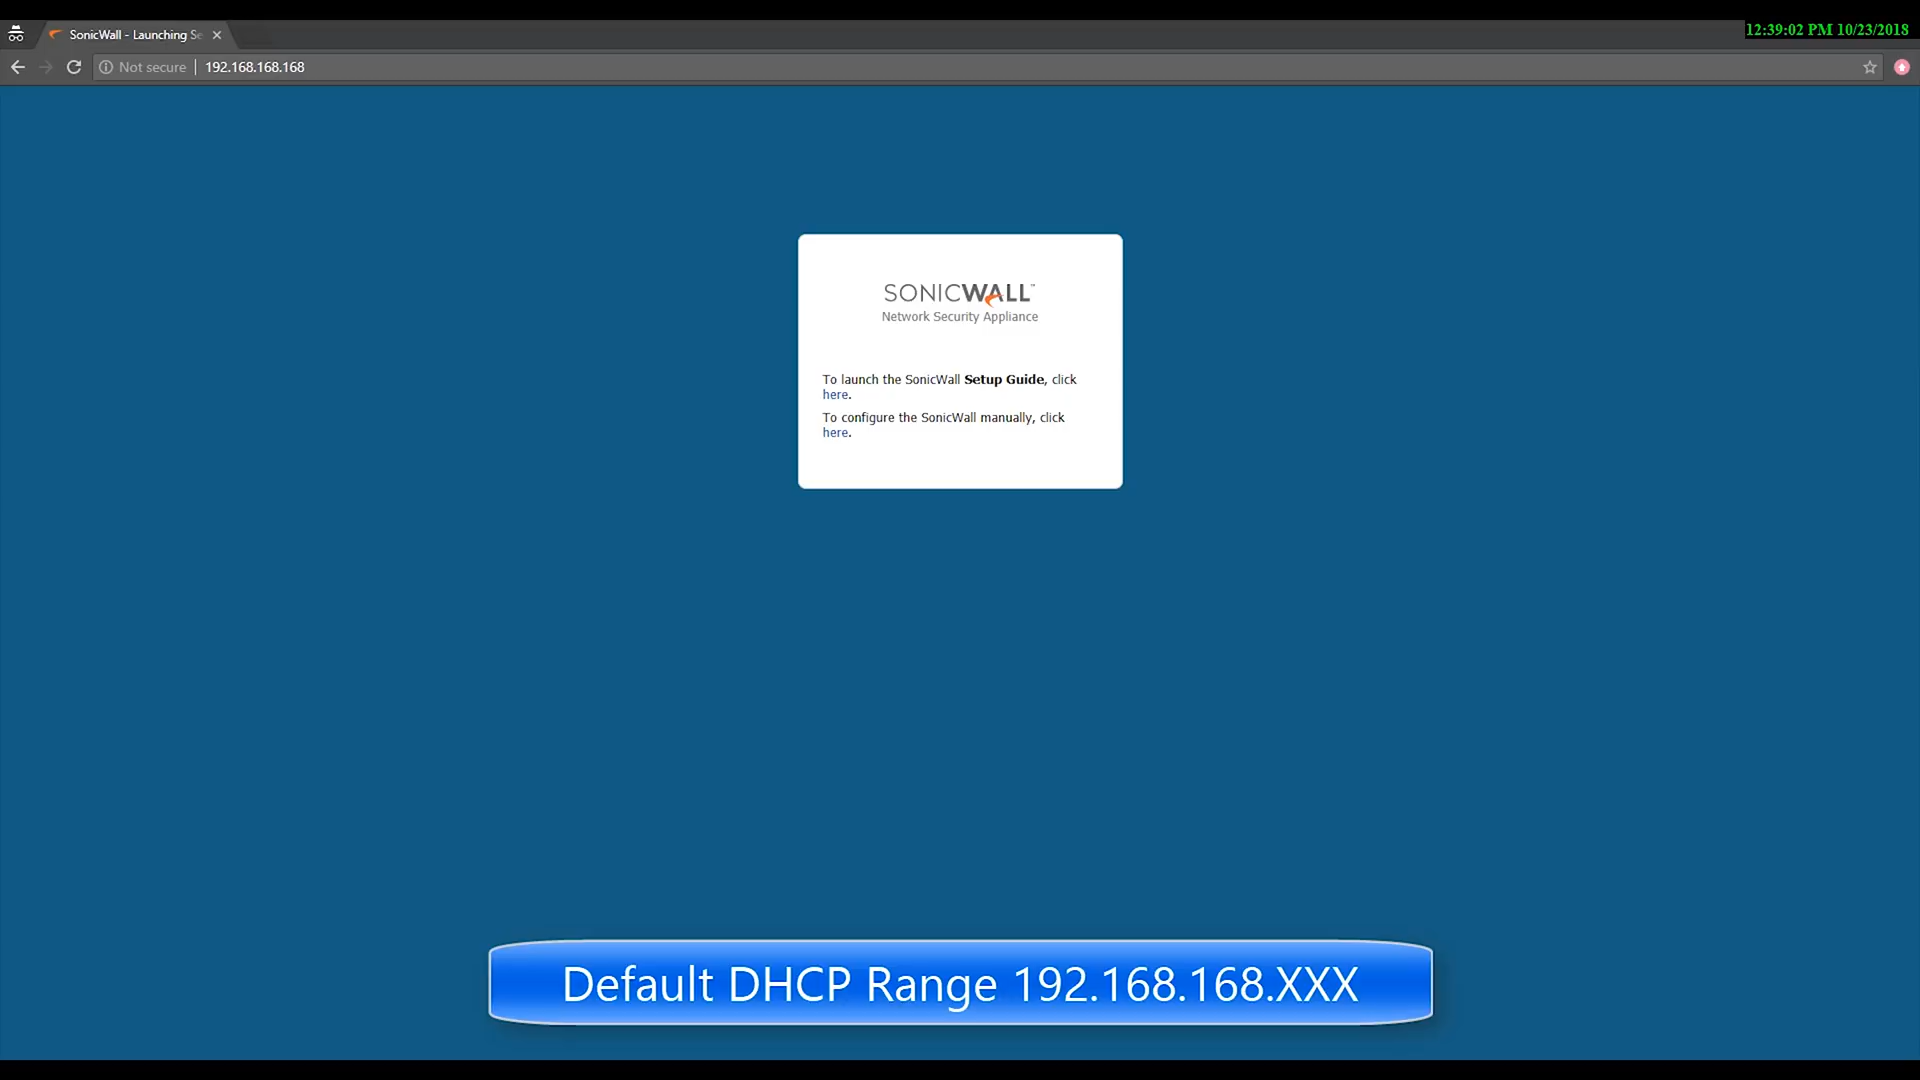 SonicWall - Launching Se
12:39:02 PM 10/23/2018
Not secure | 192.168.168.168
SONICWALL™
Network Security Appliance
To launch the SonicWall Setup Guide, click
here.
To configure the SonicWall manually, click
here.
Default DHCP Range 192.168.168.XXX